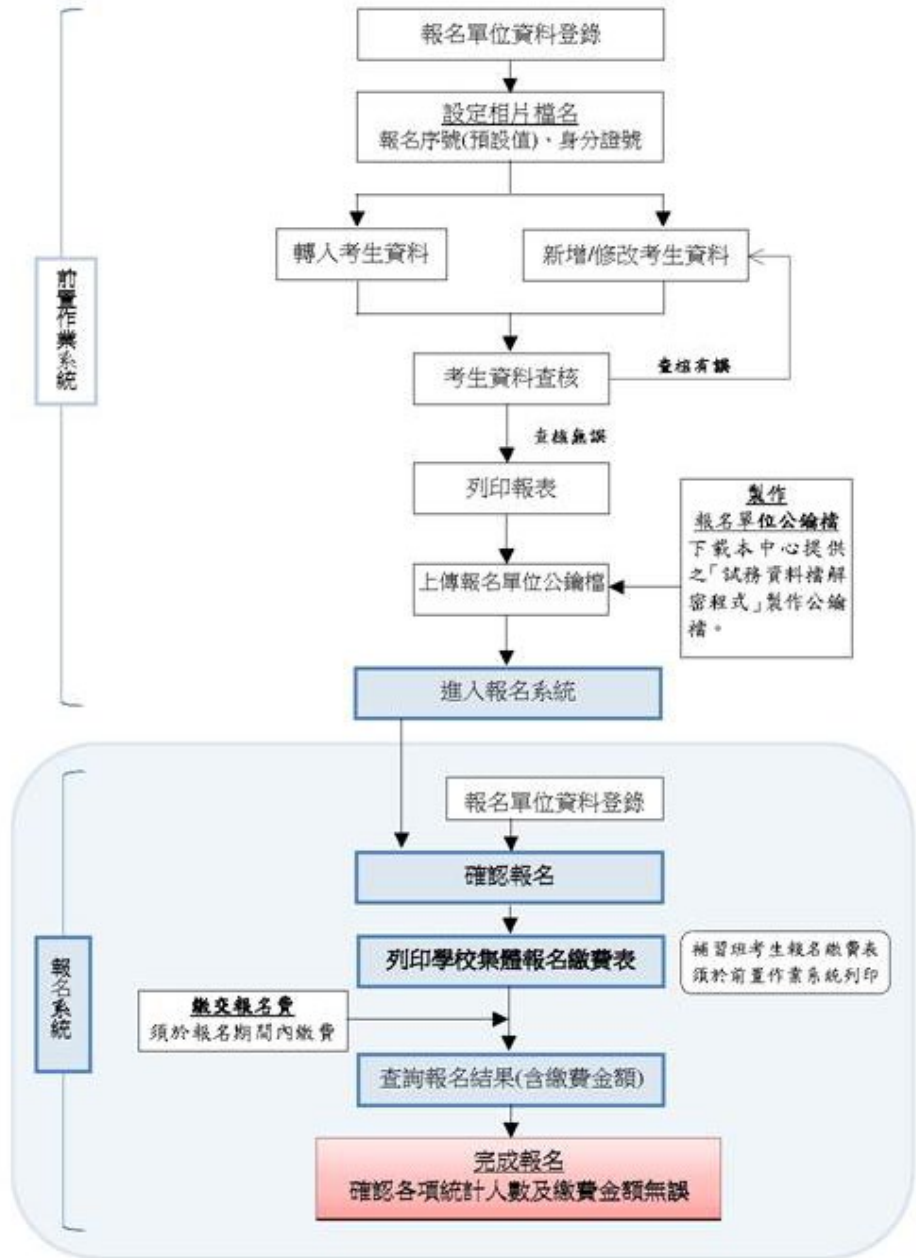 報名單位資料登錄
設定相片檔名
報名序號(預設值)、身分證號
轉入考生資料
新增/修改考生資料
前置作業系統
考生資料查核
查核有誤
查核無誤
列印報表
製作
報名單位公鑰檔
下載本中心提供
之「試務資料檔解
密程式」製作公鑰
檔。
上傳報名單位公鑰檔
進入報名系統
報名單位資料登錄
確認報名
報名系統
列印學校集體報名繳費表
補習班考生報名繳費表
須於前置作業系統列印
繳交報名費
須於報名期間內繳費
查詢報名結果(含繳費金額)
完成報名
確認各項統計人數及繳費金額無誤